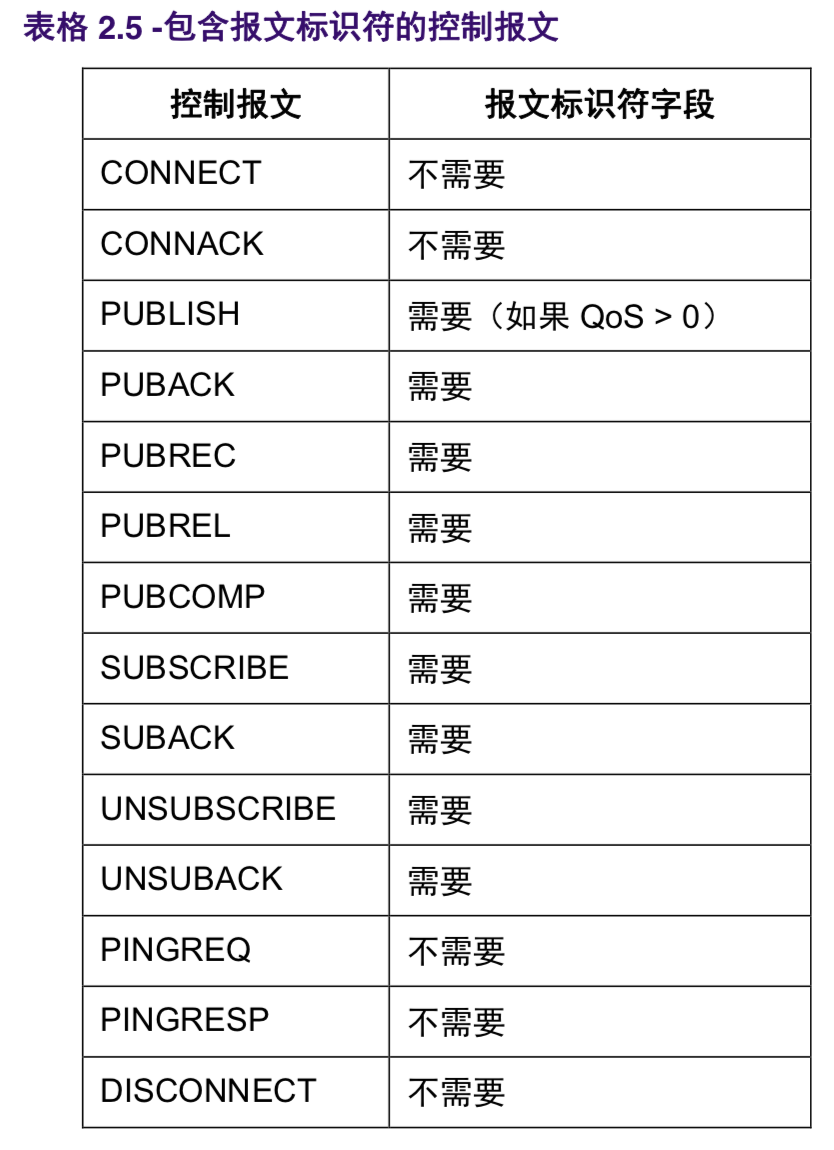 表格 2.5 -包含报文标识符的控制报文
控制报文 报文标识符字段
CONNECT 不需要
CONNACK 不需要
PUBLISH 需要（如果 QoS > 0）
PUBACK 需要
PUBREC 需要
PUBREL 需要
PUBCOMP 需要
SUBSCRIBE 需要
SUBACK 需要
UNSUBSCRIBE 需要
UNSUBACK 需要
PINGREQ 不需要
PINGRESP 不需要
DISCONNECT 不需要